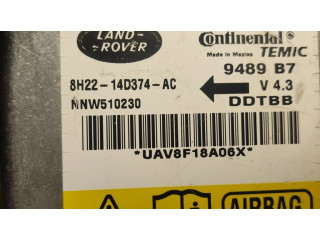 LAND-
ROVER
Continental
Made in Mexico TEMIC
9489 B7
8H22-14D374-AC
V 4.3
NNW510230
DDTBB
*UAV8F18A06X*
AIRBAG